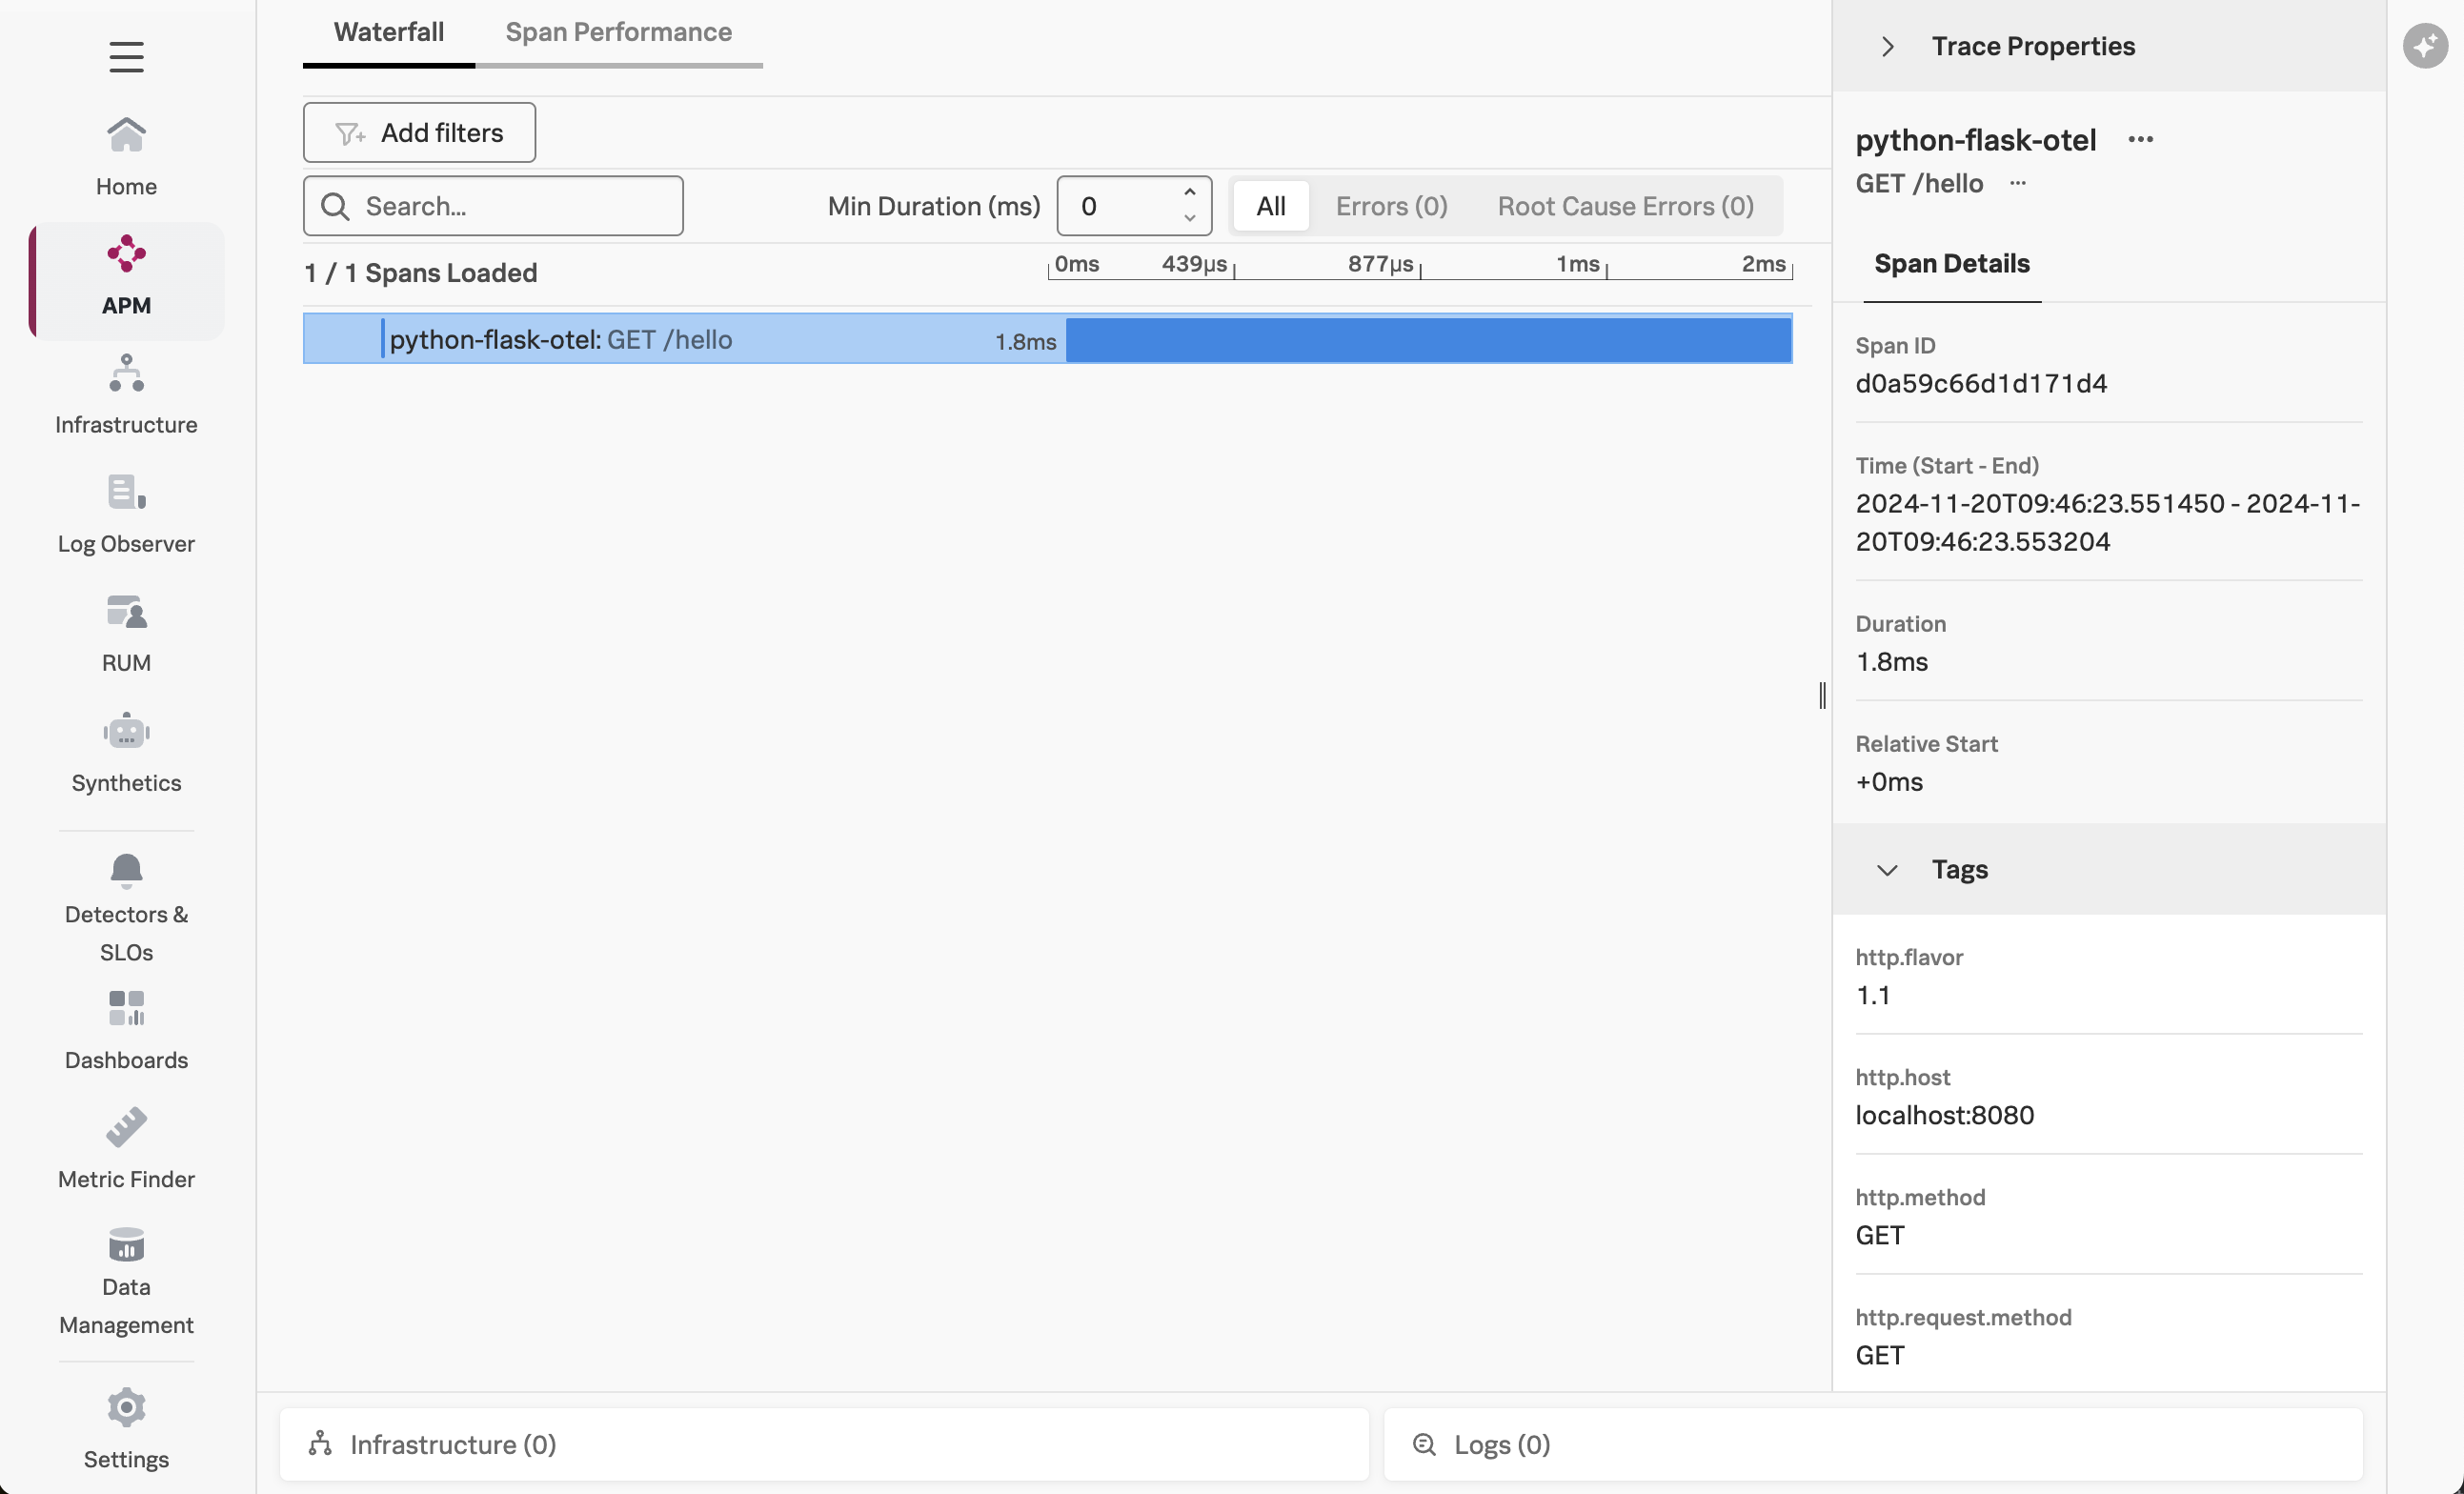 Home
APM
Infrastructure
Log Observer
RUM
Synthetics
Detectors &
SLOs
Dashboards
Metric Finder
Data
Management
Settings
Waterfall
Span Performance
Add filters
Search...
Min Duration (ms)
0
All
Errors (0)
Root Cause Errors (0)
1 / 1 Spans Loaded
0ms
439µs
877µs
1ms
2ms
python-flask-otel: GET /hello
1.8ms
Infrastructure (0)
Logs (0)
Trace Properties
python-flask-otel ...
GET /hello ...
Span Details
Span ID
d0a59c66d1d171d4
Time (Start - End)
2024-11-20T09:46:23.551450 - 2024-11-
20T09:46:23.553204
Duration
1.8ms
Relative Start
+0ms
Tags
http.flavor
1.1
http.host
localhost:8080
http.method
GET
http.request.method
GET